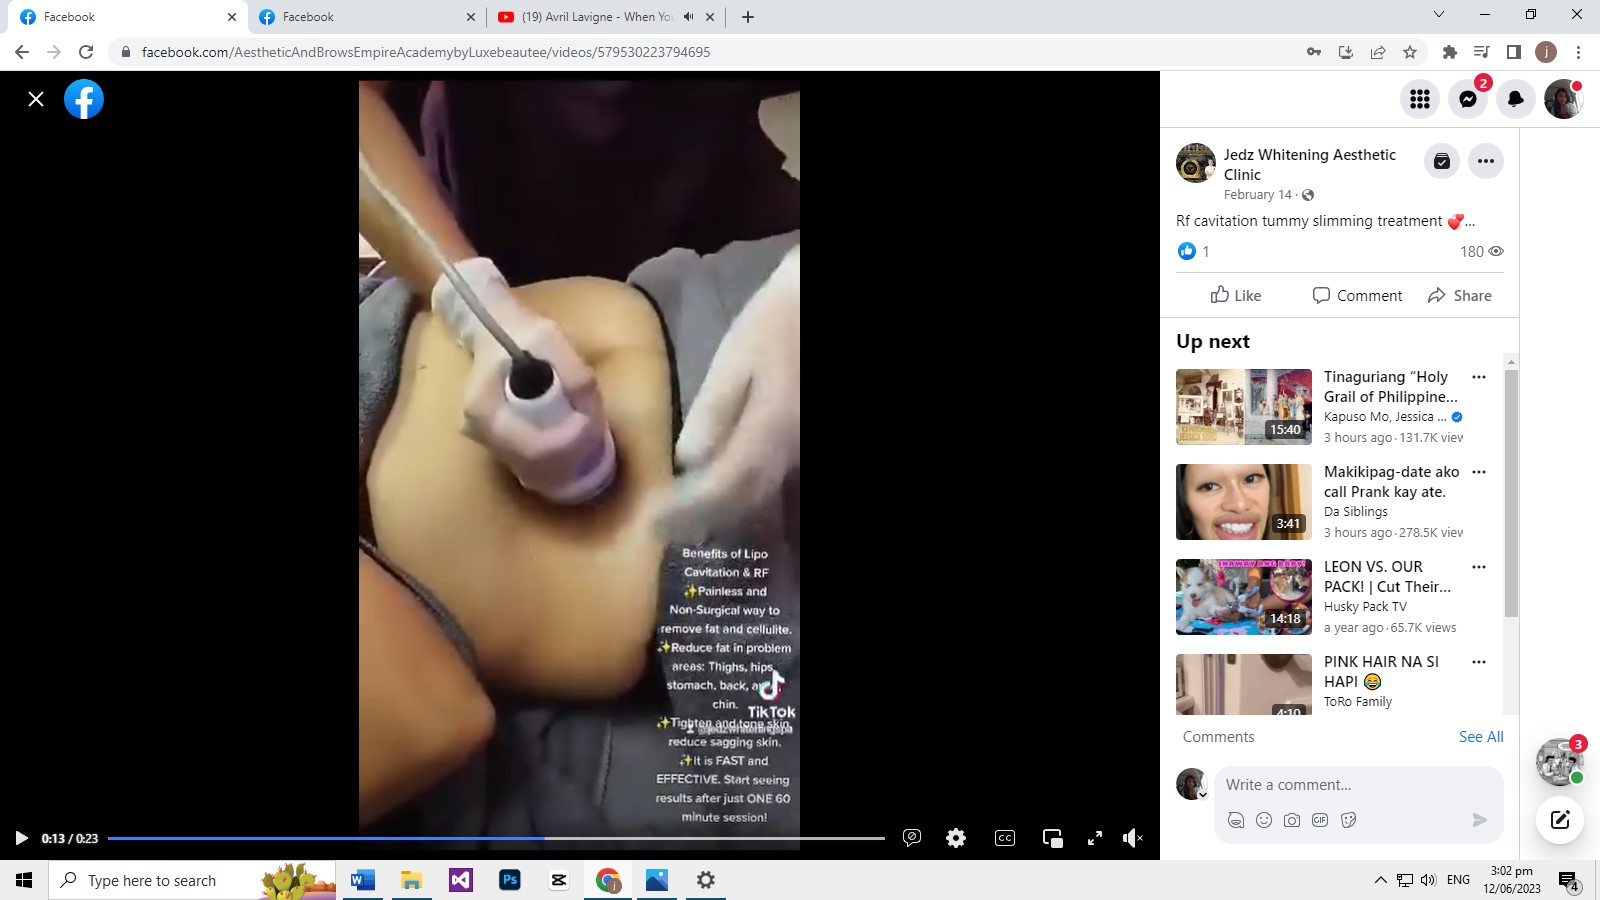 Facebook
Facebook
(19) Avril Lavigne - When You
facebook.com/AestheticAndBrowsEmpireAcademybyLuxebeautee/videos/579530223794695
j
2
Jedz Whitening Aesthetic
Clinic
February 14 ·
Rf cavitation tummy slimming treatment 💕...
1
180
Like
Comment
Share
Up next
Tinaguriang “Holy
Grail of Philippine...
Kapuso Mo, Jessica ...
3 hours ago · 131.7K view
15:40
Makikipag-date ako
call Prank kay ate.
Da Siblings
3 hours ago · 278.5K view
3:41
INAWAY ANG BABY!
LEON VS. OUR
PACK! | Cut Their...
Husky Pack TV
a year ago · 65.7K views
14:18
PINK HAIR NA SI
HAPI 😂
ToRo Family
4:10
Comments
See All
Write a comment...
GIF
3
Benefits of Lipo
Cavitation & RF
✨Painless and
Non-Surgical way to
remove fat and cellulite.
✨Reduce fat in problem
areas: Thighs, hips,
stomach, back,
chin.
TikTok
✨Tighten and tone skin,
@jedzwhiteningspa
reduce sagging skin.
✨It is FAST and
EFFECTIVE. Start seeing
results after just ONE 60
minute session!
0:13 / 0:23
CC
Type here to search
W
Ps
j
ENG
3:02 pm
12/06/2023
4